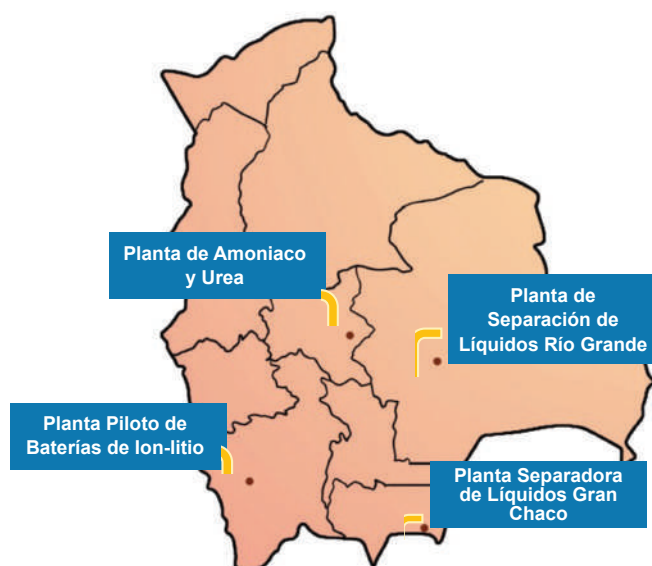 Planta de Amoniaco
y Urea
Planta de
Separación de
Líquidos Río Grande
Planta Piloto de
Baterías de Ion-litio
Planta Separadora
de Líquidos Gran
Chaco